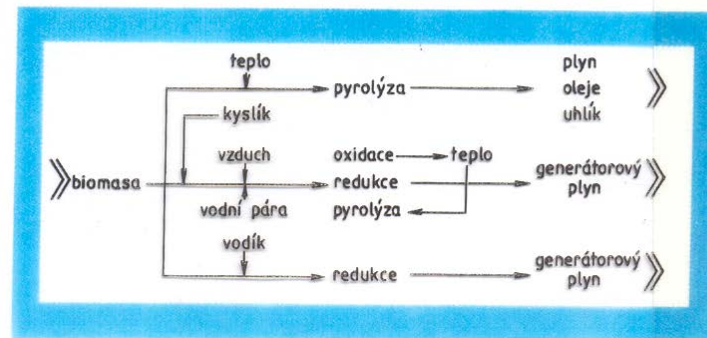 teplo
plyn
pyrolýza
oleje
kyslík
uhlík
vzduch
oxidace
teplo
biomasa
redukce
generátorový
plyn
vodní pára
pyrolýza
vodík
redukce
generátorový
plyn